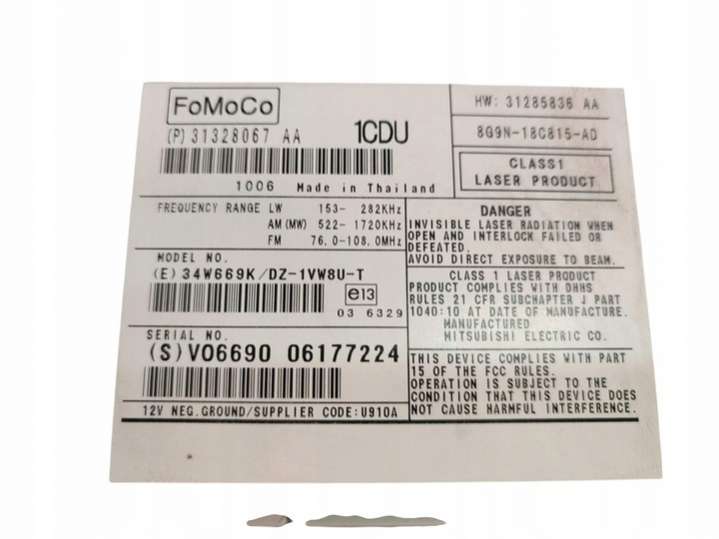 FoMoCo
(P) 31328067 AA
1CDU
1006 Made in Thailand
HW: 31285836 AA
8G9N-18C815-AD
CLASS1
LASER PRODUCT
FREQUENCY RANGE LW 153- 282KHz
AM (MW) 522- 1720KHz
FM 76.0-108.0MHz
MODEL NO.
(E) 34W669K/DZ-1VW8U-T
e13
03 6329
SERIAL NO.
(S) VO6690 06177224
12V NEG.GROUND/SUPPLIER CODE:U910A
DANGER
INVISIBLE LASER RADIATION WHEN
OPEN AND INTERLOCK FAILED OR
DEFEATED.
AVOID DIRECT EXPOSURE TO BEAM.
CLASS 1 LASER PRODUCT
PRODUCT COMPLIES WITH DHHS
RULES 21 CFR SUBCHAPTER J PART
1040:10 AT DATE OF MANUFACTURE.
MANUFACTURED
MITSUBISHI ELECTRIC CO.
THIS DEVICE COMPLIES WITH PART
15 OF THE FCC RULES.
OPERATION IS SUBJECT TO THE
CONDITION THAT THIS DEVICE DOES
NOT CAUSE HARMFUL INTERFERENCE.